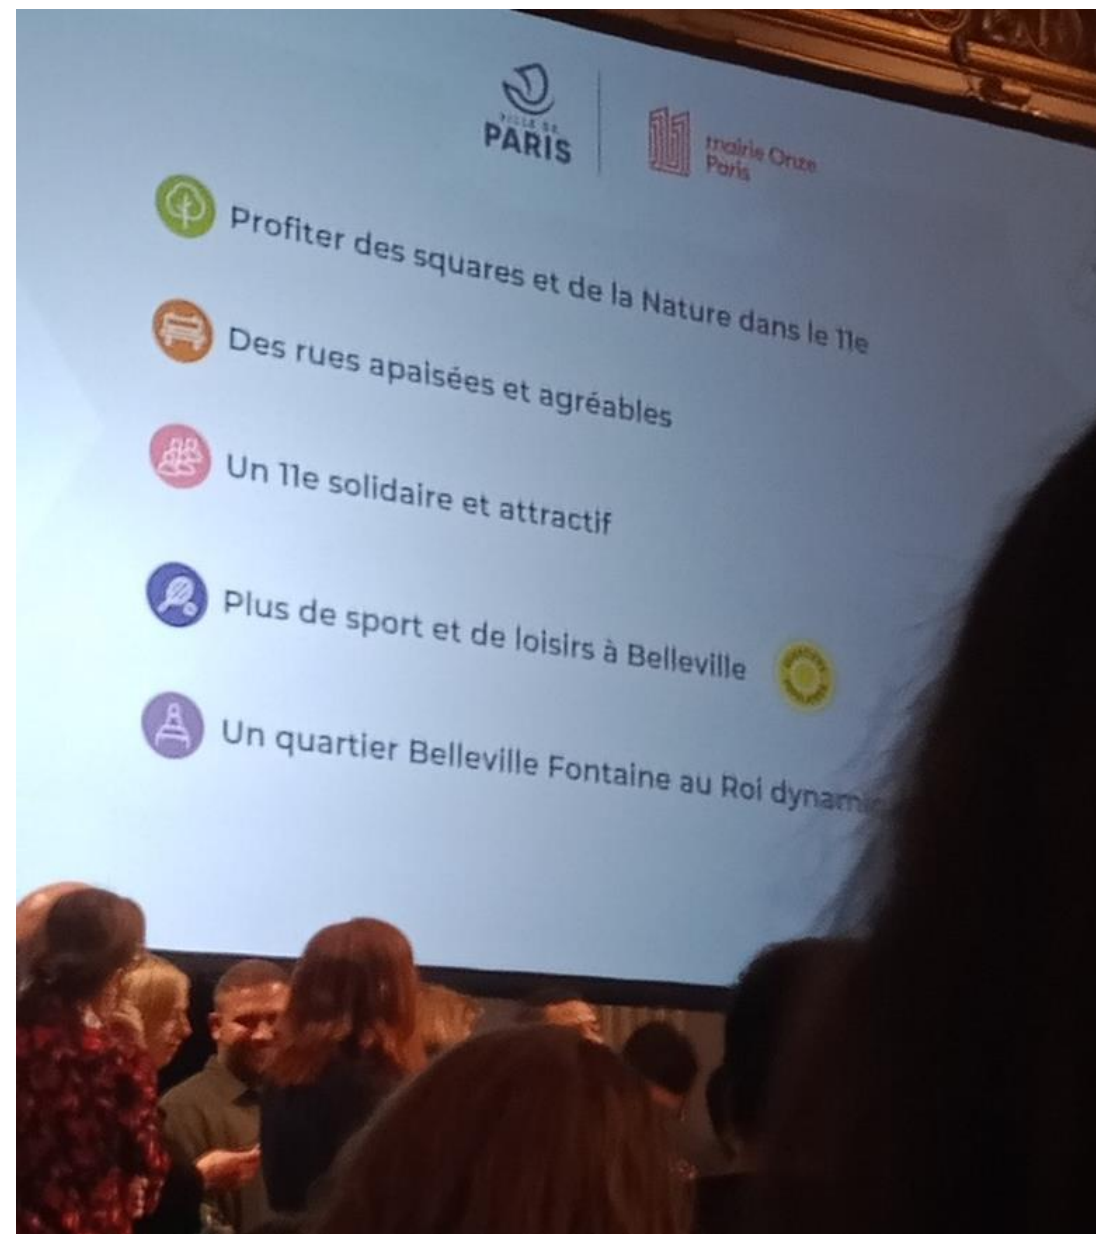 VILLE DE
PARIS
mairie Onze
Paris
Profiter des squares et de la Nature dans le 11e
Des rues apaisées et agréables
Un 11e solidaire et attractif
Plus de sport et de loisirs à Belleville
Un quartier Belleville Fontaine au Roi